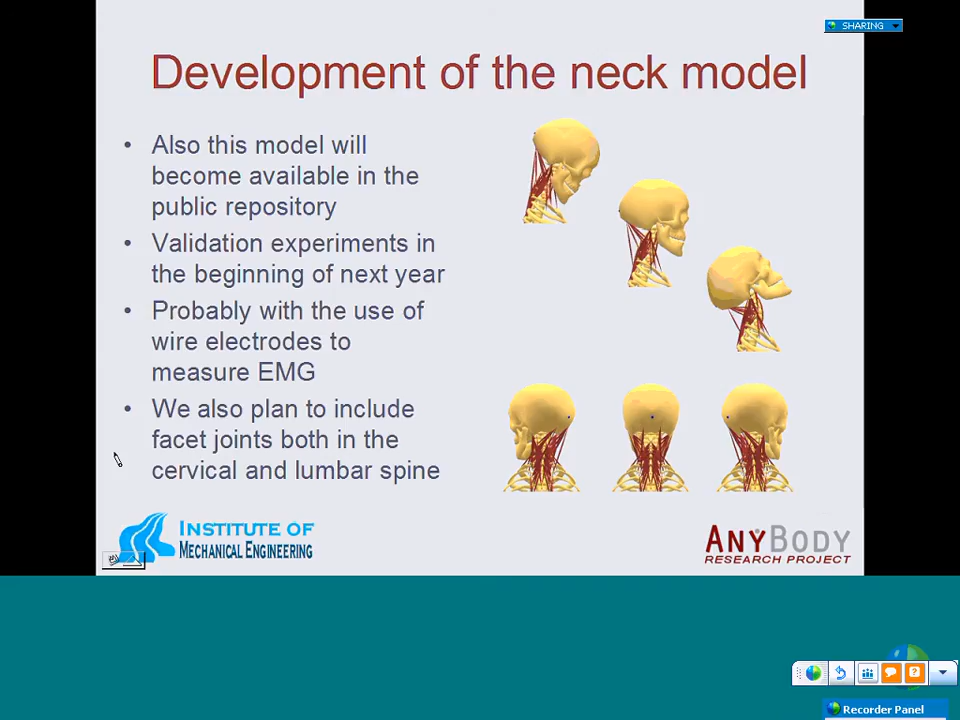 SHARING
Development of the neck model
• Also this model will
become available in the
public repository
• Validation experiments in
the beginning of next year
• Probably with the use of
wire electrodes to
measure EMG
• We also plan to include
facet joints both in the
cervical and lumbar spine
INSTITUTE OF
MECHANICAL ENGINEERING
ANYBODY
RESEARCH PROJECT
Recorder Panel